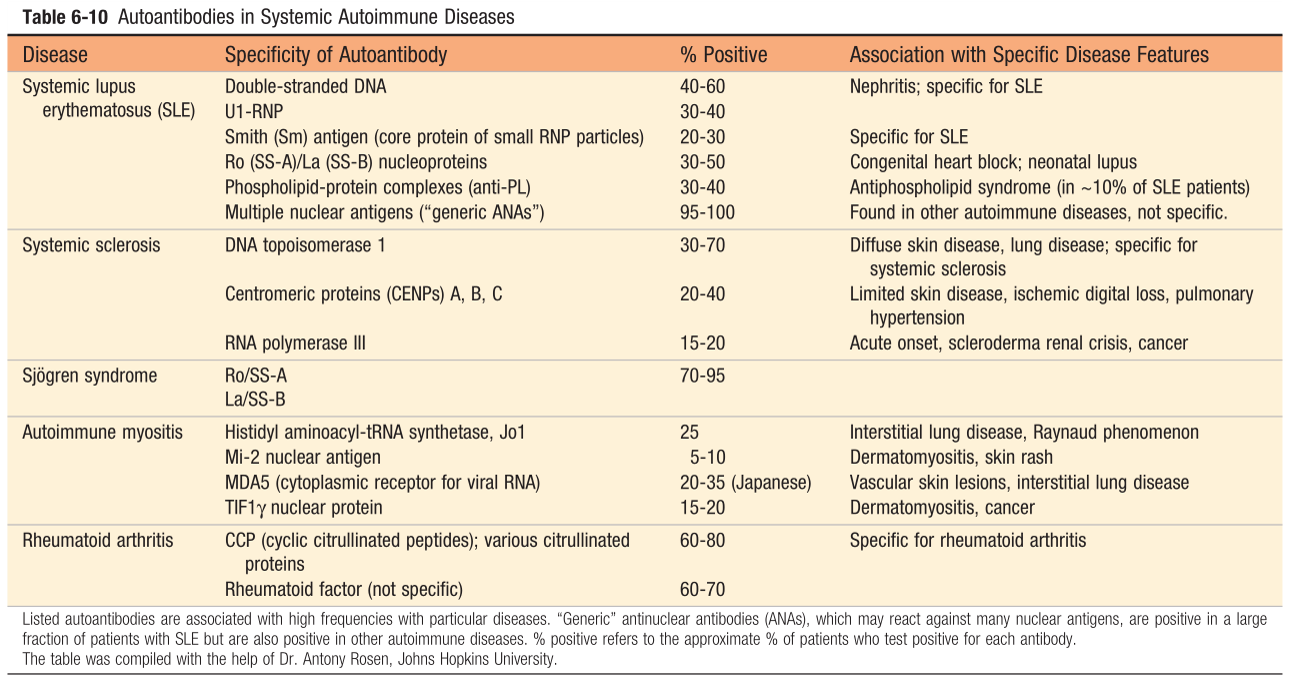 Table 6-10 Autoantibodies in Systemic Autoimmune Diseases
Disease Specificity of Autoantibody % Positive Association with Specific Disease Features
Systemic lupus Double-stranded DNA 40-60 Nephritis; specific for SLE
erythematosus (SLE) U1-RNP 30-40
Smith (Sm) antigen (core protein of small RNP particles) 20-30 Specific for SLE
Ro (SS-A)/La (SS-B) nucleoproteins 30-50 Congenital heart block; neonatal lupus
Phospholipid-protein complexes (anti-PL) 30-40 Antiphospholipid syndrome (in ~10% of SLE patients)
Multiple nuclear antigens (“generic ANAs”) 95-100 Found in other autoimmune diseases, not specific.
Systemic sclerosis DNA topoisomerase 1 30-70 Diffuse skin disease, lung disease; specific for
systemic sclerosis
Centromeric proteins (CENPs) A, B, C 20-40 Limited skin disease, ischemic digital loss, pulmonary
hypertension
RNA polymerase III 15-20 Acute onset, scleroderma renal crisis, cancer
Sjögren syndrome Ro/SS-A 70-95
La/SS-B
Autoimmune myositis Histidyl aminoacyl-tRNA synthetase, Jo1 25 Interstitial lung disease, Raynaud phenomenon
Mi-2 nuclear antigen 5-10 Dermatomyositis, skin rash
MDA5 (cytoplasmic receptor for viral RNA) 20-35 (Japanese) Vascular skin lesions, interstitial lung disease
TIF1γ nuclear protein 15-20 Dermatomyositis, cancer
Rheumatoid arthritis CCP (cyclic citrullinated peptides); various citrullinated 60-80 Specific for rheumatoid arthritis
proteins
Rheumatoid factor (not specific) 60-70
Listed autoantibodies are associated with high frequencies with particular diseases. “Generic” antinuclear antibodies (ANAs), which may react against many nuclear antigens, are positive in a large
fraction of patients with SLE but are also positive in other autoimmune diseases. % positive refers to the approximate % of patients who test positive for each antibody.
The table was compiled with the help of Dr. Antony Rosen, Johns Hopkins University.